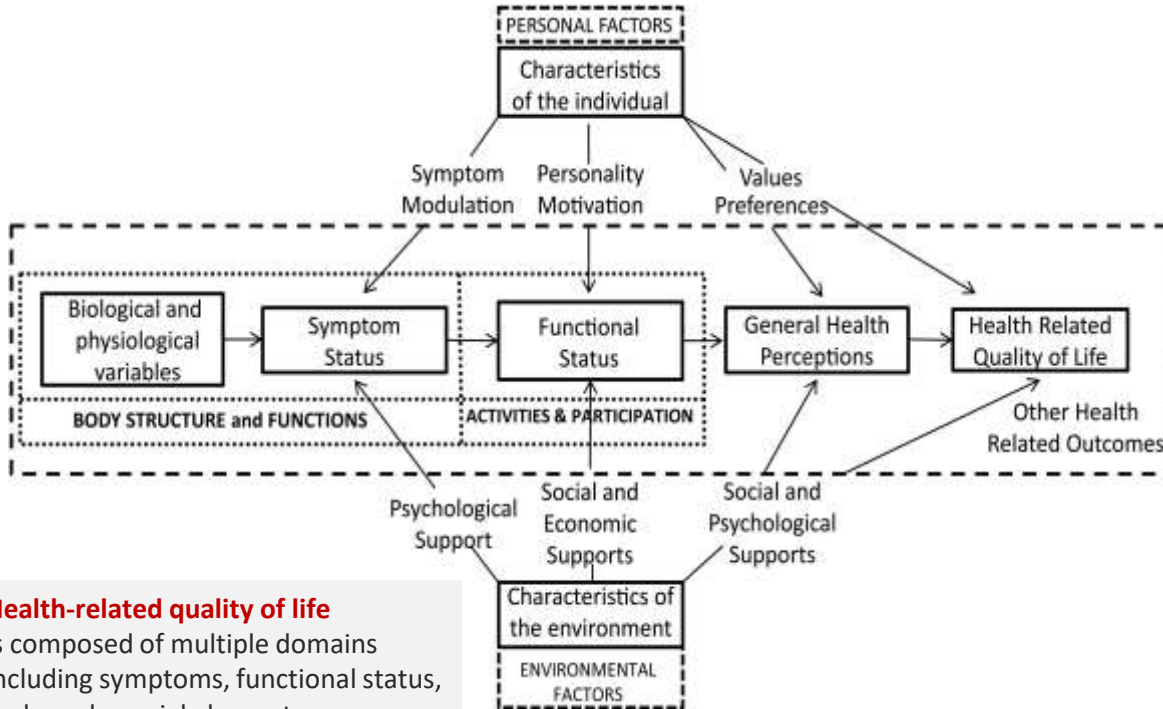 PERSONAL FACTORS
Characteristics
of the individual
Symptom
Modulation
Personality
Motivation
Values
Preferences
Biological and
physiological
variables
Symptom
Status
Functional
Status
General Health
Perceptions
Health Related
Quality of Life
BODY STRUCTURE and FUNCTIONS
ACTIVITIES & PARTICIPATION
Other Health
Related Outcomes
Psychological
Support
Social and
Economic
Supports
Social and
Psychological
Supports
Characteristics of
the environment
ENVIRONMENTAL
FACTORS
Health-related quality of life
s composed of multiple domains
ncluding symptoms, functional status,